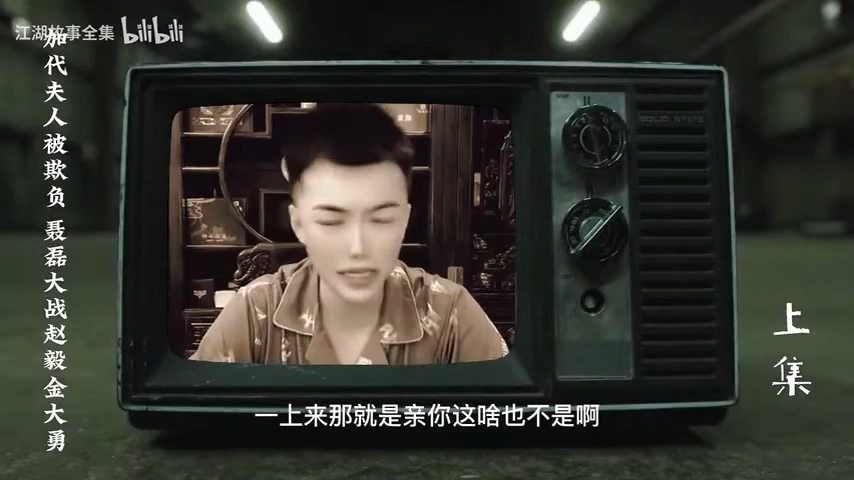 江湖故事全集 bilibili
加代夫人被欺负 聂磊大战赵毅金大勇
SOLID STATE
上集
一上来那就是亲你这啥也不是啊